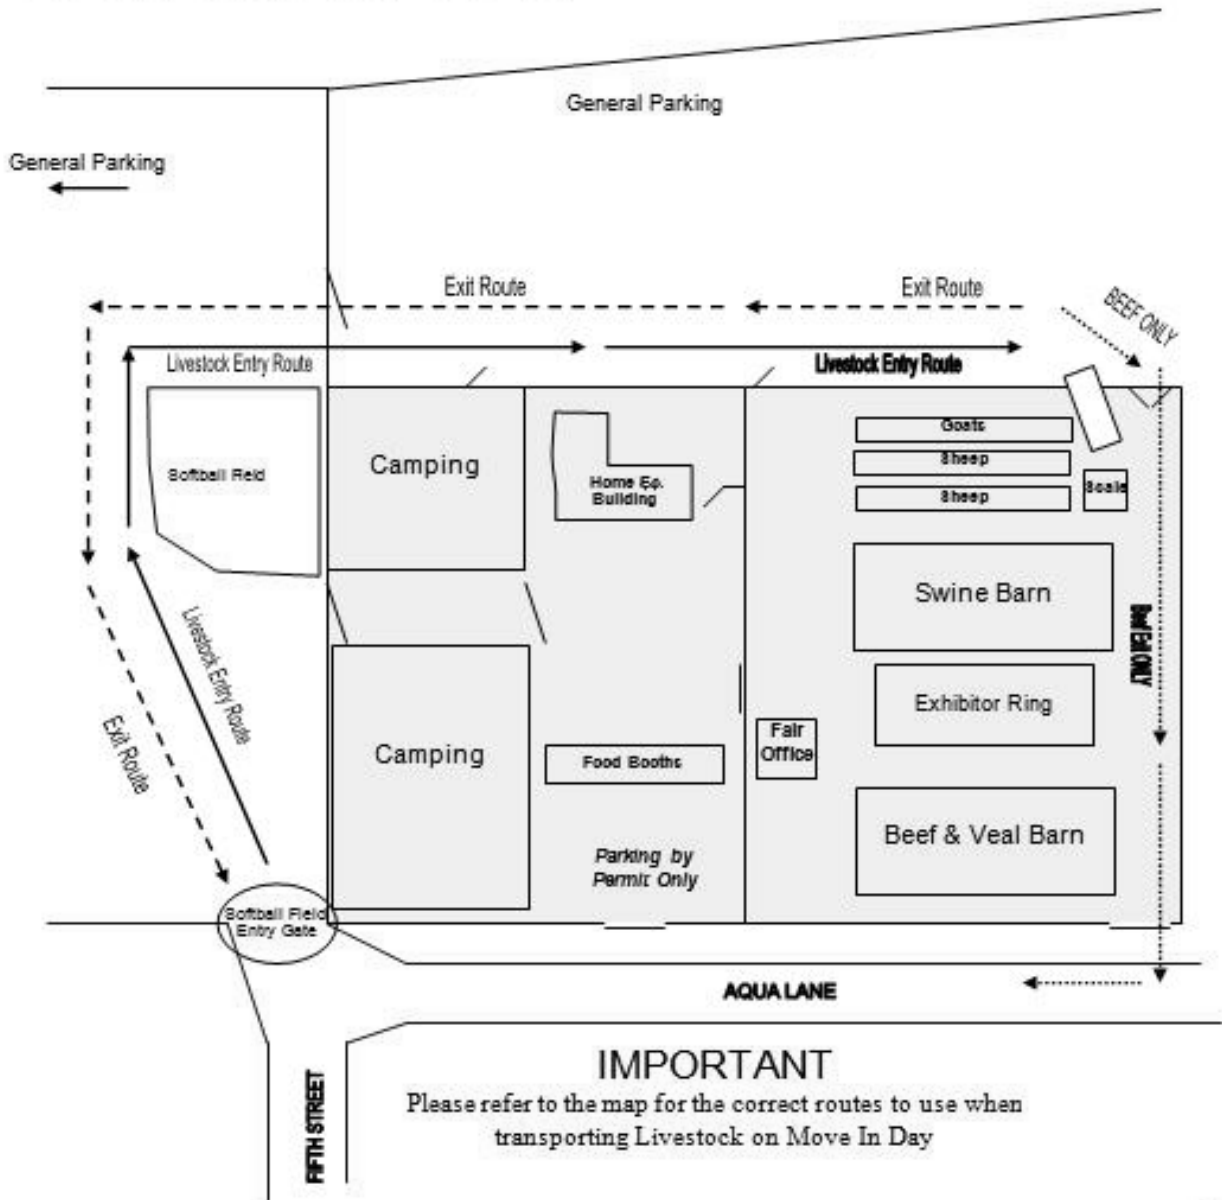 General Parking
General Parking
Exit Route
Exit Route
BEEF ONLY
Livestock Entry Route
Livestock Entry Route
Goats
Sheep
Sheep
Scale
Softball Field
Camping
Home Ec.
Building
Swine Barn
Beef Exit ONLY
Livestock Entry Route
Exhibitor Ring
Exit Route
Camping
Food Booths
Fair
Office
Beef & Veal Barn
Parking by
Permit Only
Softball Field
Entry Gate
AQUA LANE
FIFTH STREET
IMPORTANT
Please refer to the map for the correct routes to use when
transporting Livestock on Move In Day